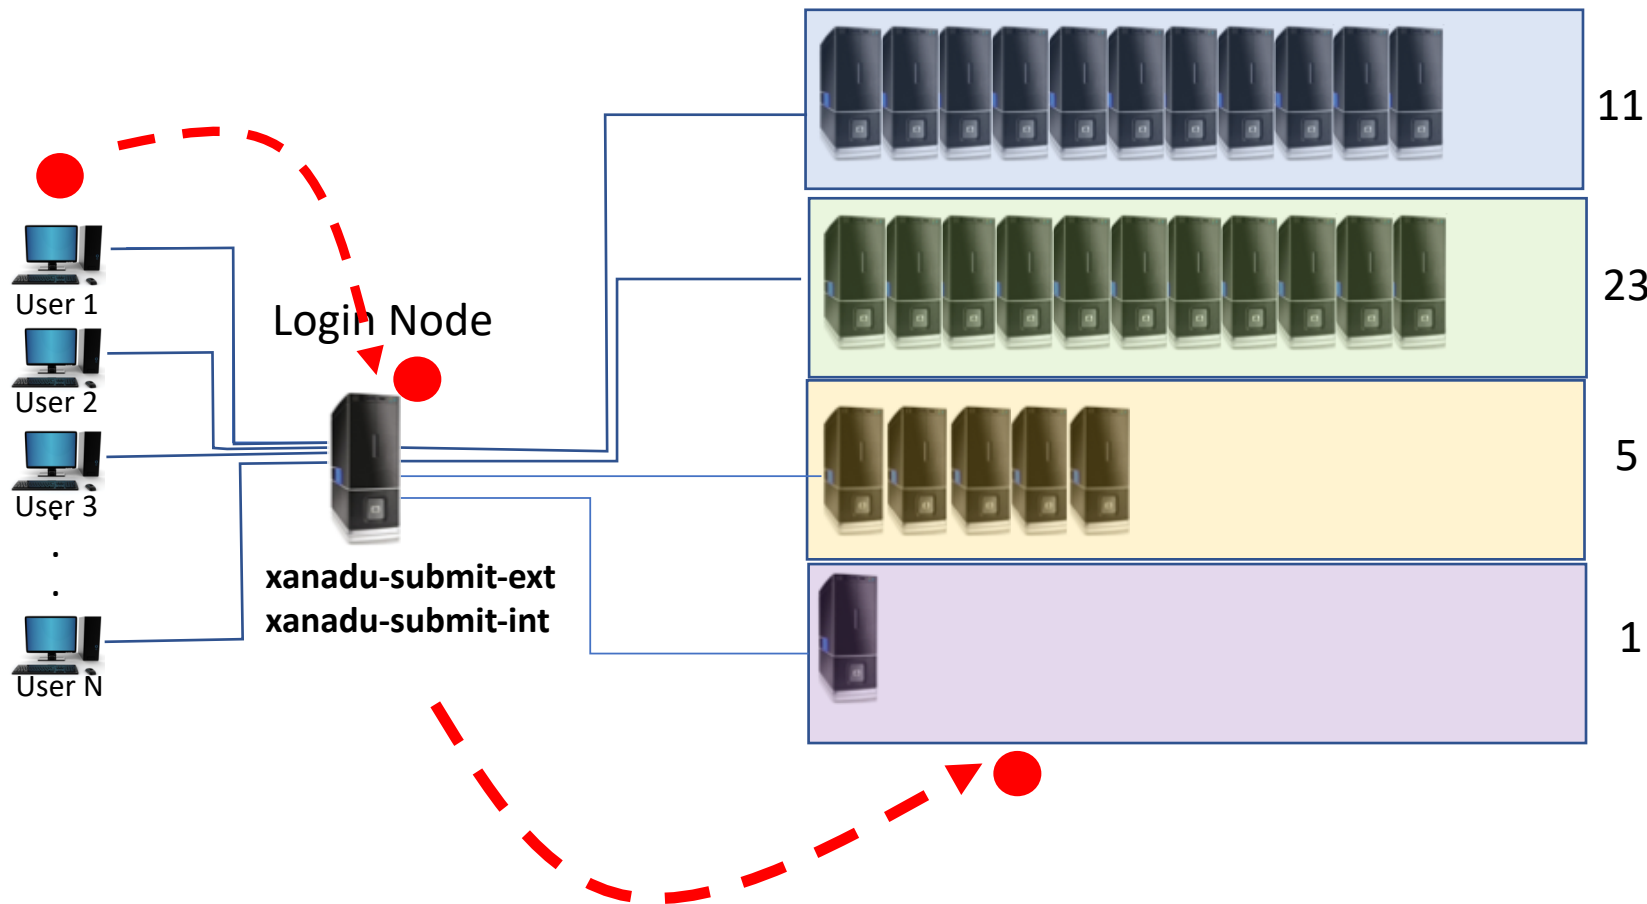 User 1
User 2
User 3
.
.
.
User N
Login Node
xanadu-submit-ext
xanadu-submit-int
11
23
5
1